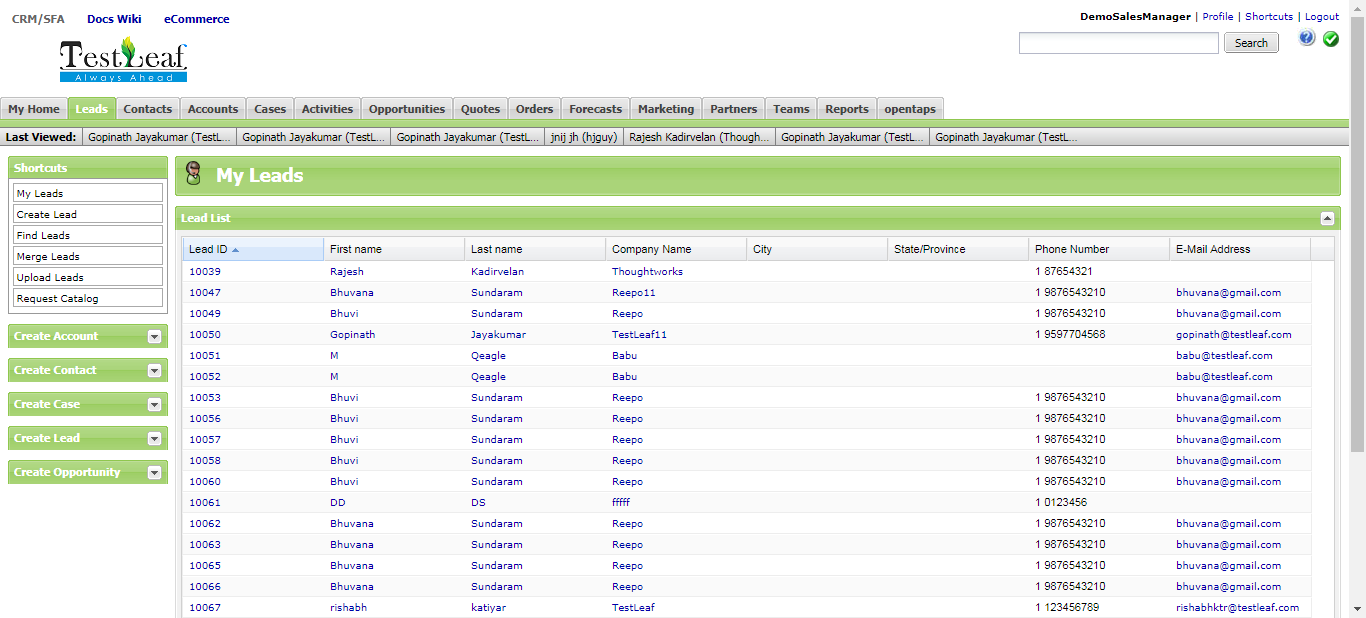 CRM/SFA Docs Wiki eCommerce
DemoSalesManager | Profile | Shortcuts | Logout
TestLeaf
Always Ahead
Search
My Home Leads Contacts Accounts Cases Activities Opportunities Quotes Orders Forecasts Marketing Partners Teams Reports opentaps
Last Viewed: Gopinath Jayakumar (TestL... Gopinath Jayakumar (TestL... Gopinath Jayakumar (TestL... jnij jh (hjguy) Rajesh Kadirvelan (Though... Gopinath Jayakumar (TestL... Gopinath Jayakumar (TestL...
Shortcuts
My Leads
Create Lead
Find Leads
Merge Leads
Upload Leads
Request Catalog
Create Account
Create Contact
Create Case
Create Lead
Create Opportunity
My Leads
Lead List
Lead ID First name Last name Company Name City State/Province Phone Number E-Mail Address
10039 Rajesh Kadirvelan Thoughtworks 1 87654321
10047 Bhuvana Sundaram Reepo11 1 9876543210 bhuvana@gmail.com
10049 Bhuvi Sundaram Reepo 1 9876543210 bhuvana@gmail.com
10050 Gopinath Jayakumar TestLeaf11 1 9597704568 gopinath@testleaf.com
10051 M Qeagle Babu babu@testleaf.com
10052 M Qeagle Babu babu@testleaf.com
10053 Bhuvi Sundaram Reepo 1 9876543210 bhuvana@gmail.com
10056 Bhuvi Sundaram Reepo 1 9876543210 bhuvana@gmail.com
10057 Bhuvi Sundaram Reepo 1 9876543210 bhuvana@gmail.com
10058 Bhuvi Sundaram Reepo 1 9876543210 bhuvana@gmail.com
10060 Bhuvi Sundaram Reepo 1 9876543210 bhuvana@gmail.com
10061 DD DS ffffff 1 0123456
10062 Bhuvana Sundaram Reepo 1 9876543210 bhuvana@gmail.com
10063 Bhuvana Sundaram Reepo 1 9876543210 bhuvana@gmail.com
10065 Bhuvana Sundaram Reepo 1 9876543210 bhuvana@gmail.com
10066 Bhuvana Sundaram Reepo 1 9876543210 bhuvana@gmail.com
10067 rishabh katiyar TestLeaf 1 123456789 rishabhktr@testleaf.com